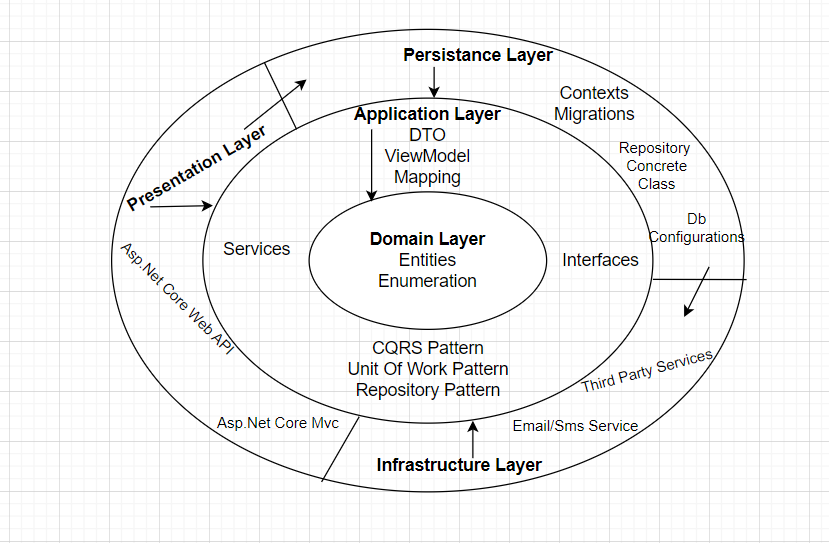 Persistance Layer
Contexts
Migrations
Application Layer
DTO
ViewModel
Mapping
Repository
Concrete
Class
Presentation Layer
Db
Configurations
Services
Domain Layer
Entities
Enumeration
Interfaces
Asp.Net Core Web API
CQRS Pattern
Unit Of Work Pattern
Repository Pattern
Third Party Services
Asp.Net Core Mvc
Email/Sms Service
Infrastructure Layer